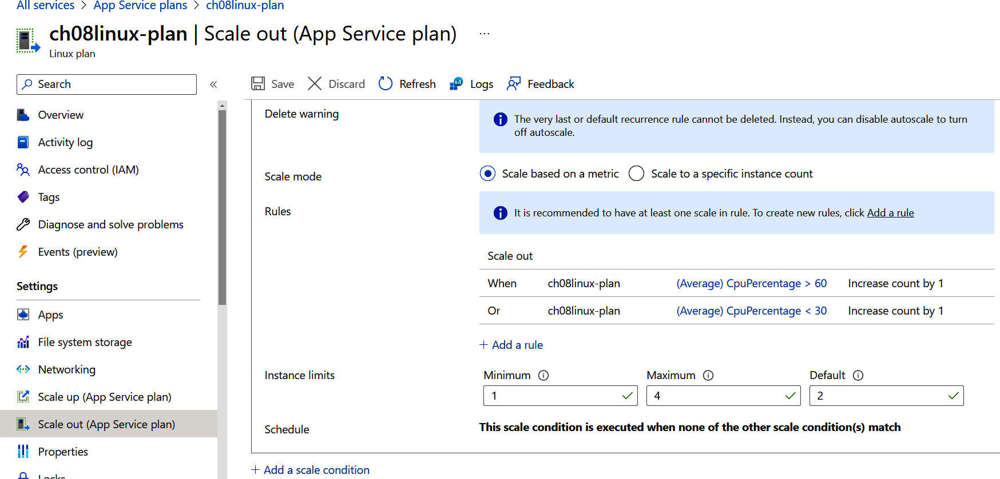 All services > App Service plans > ch08linux-plan
ch08linux-plan | Scale out (App Service plan) ...
Linux plan
Search
«
Overview
Activity log
Access control (IAM)
Tags
Diagnose and solve problems
Events (preview)
Settings
Apps
File system storage
Networking
Scale up (App Service plan)
Scale out (App Service plan)
Properties
Locks
Save Discard Refresh Logs Feedback
Delete warning
The very last or default recurrence rule cannot be deleted. Instead, you can disable autoscale to turn
off autoscale.
Scale mode
Scale based on a metric Scale to a specific instance count
Rules
It is recommended to have at least one scale in rule. To create new rules, click Add a rule
Scale out
When ch08linux-plan (Average) CpuPercentage > 60 Increase count by 1
Or ch08linux-plan (Average) CpuPercentage < 30 Increase count by 1
+ Add a rule
Instance limits
Minimum Maximum Default
1 4 2
Schedule
This scale condition is executed when none of the other scale condition(s) match
+ Add a scale condition